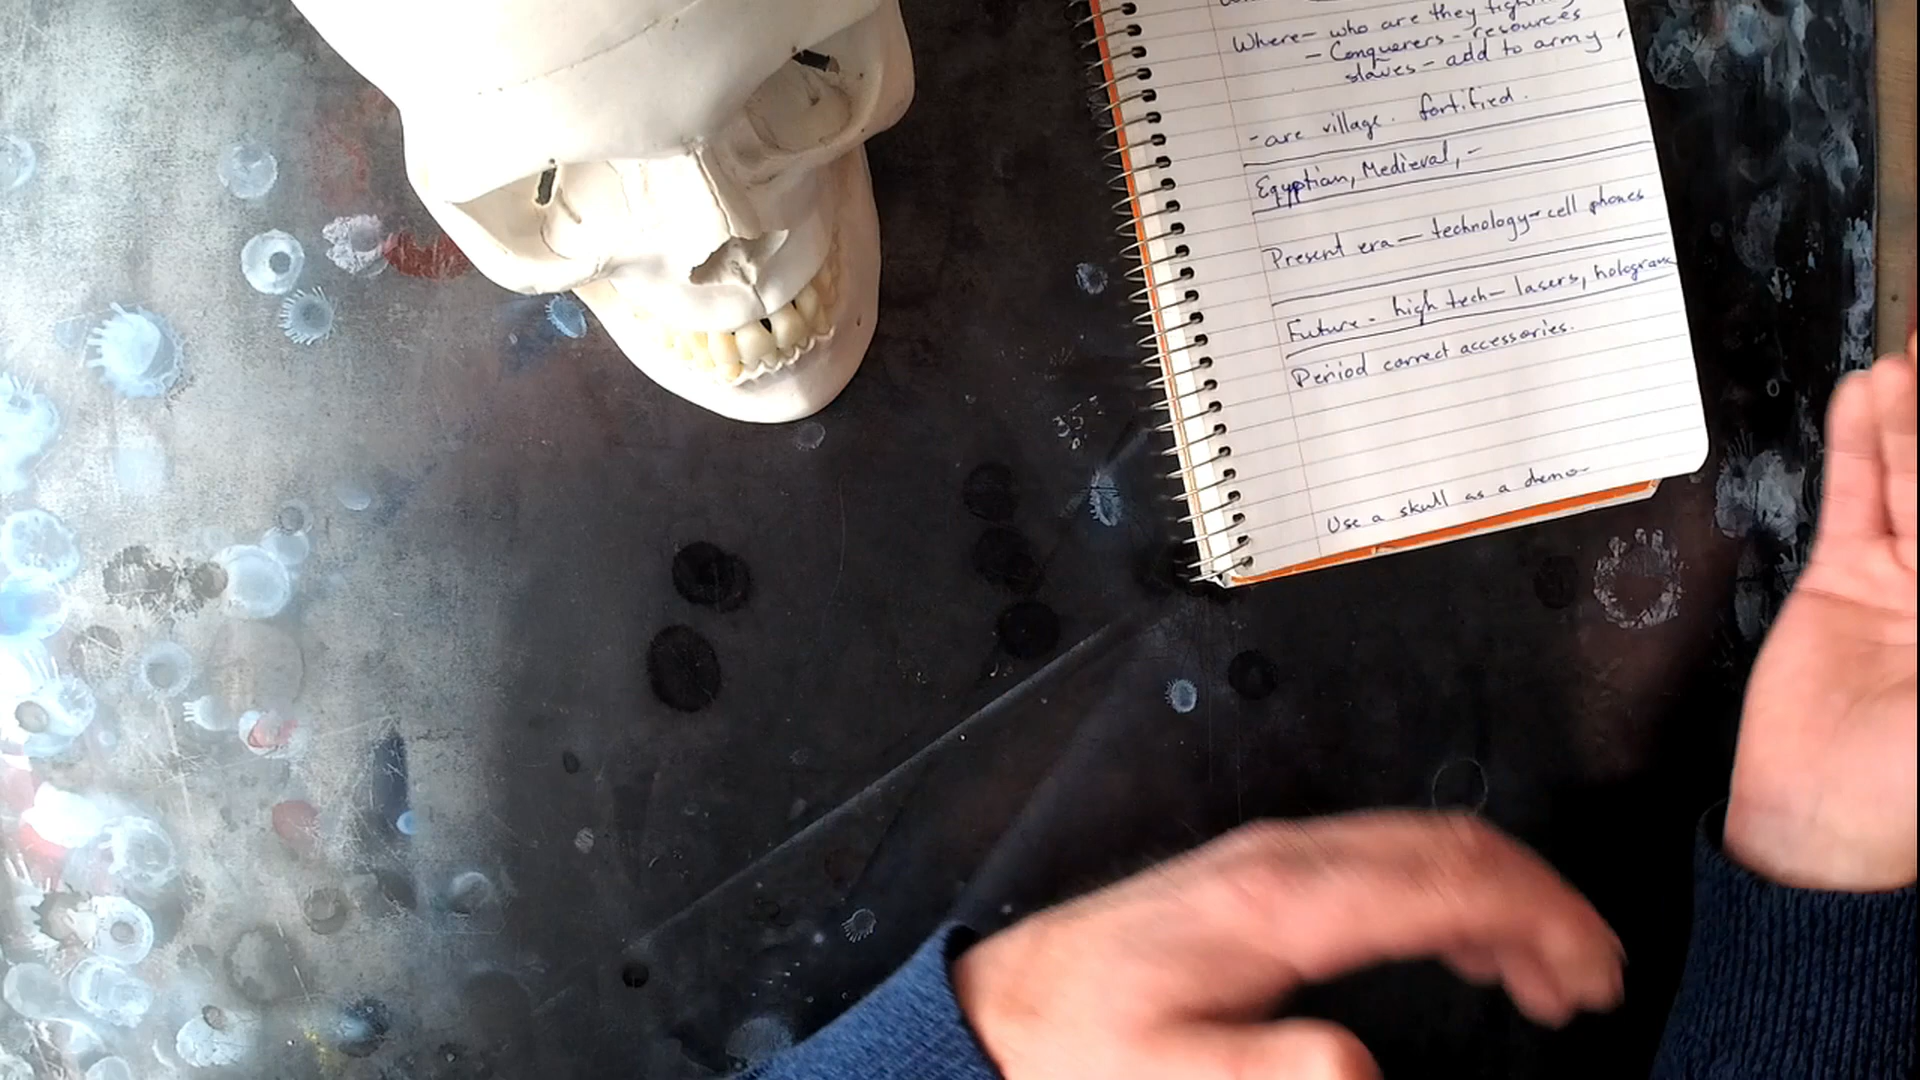 Where- who are they
- Conquerers - resources
slaves - add to army
- are village. fortified.
Egyptian, Medieval, -
Present era - technology - cell phones
Future - high tech - lasers, holograms
Period correct accessories.
Use a skull as a demo-
355